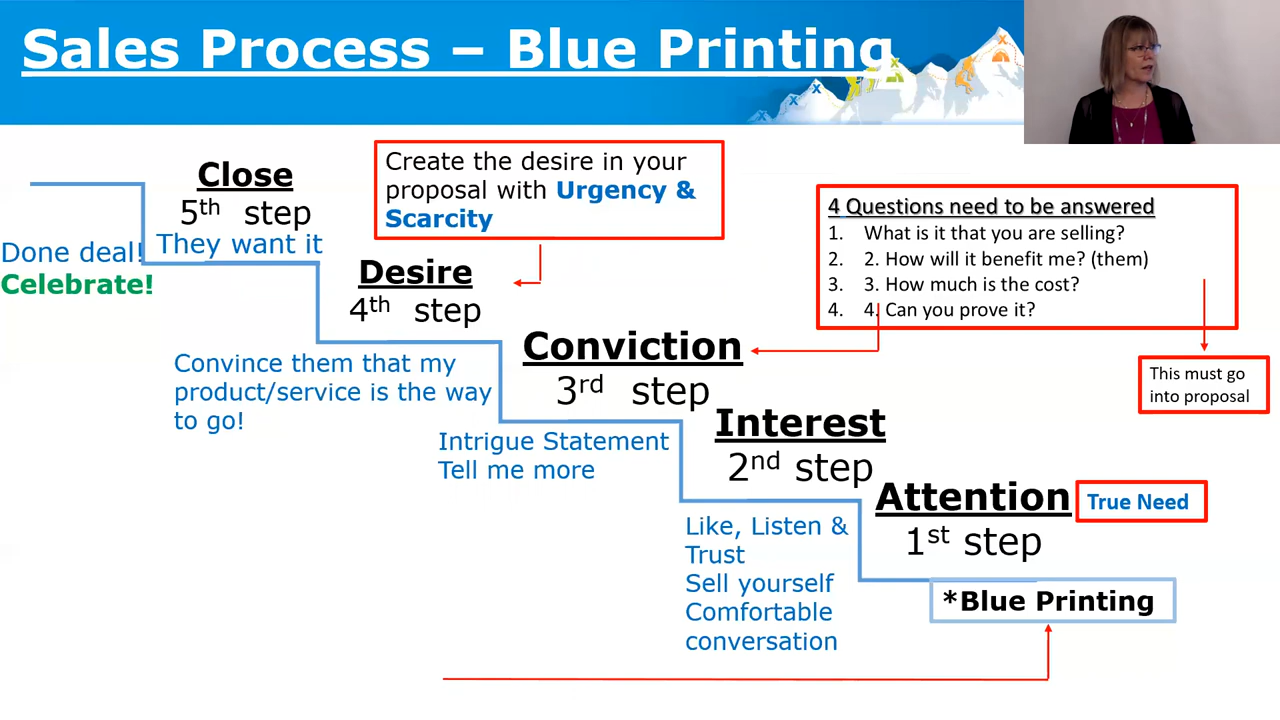 Sales Process – Blue Printing
Close
5th step
They want it
Done deal!
Celebrate!
Create the desire in your
proposal with Urgency &
Scarcity
Desire
4th step
4 Questions need to be answered
1. What is it that you are selling?
2. 2. How will it benefit me? (them)
3. 3. How much is the cost?
4. 4. Can you prove it?
This must go
into proposal
Conviction
3rd step
Convince them that my
product/service is the way
to go!
Interest
2nd step
Intrigue Statement
Tell me more
Attention
1st step
True Need
Like, Listen &
Trust
Sell yourself
Comfortable
conversation
*Blue Printing